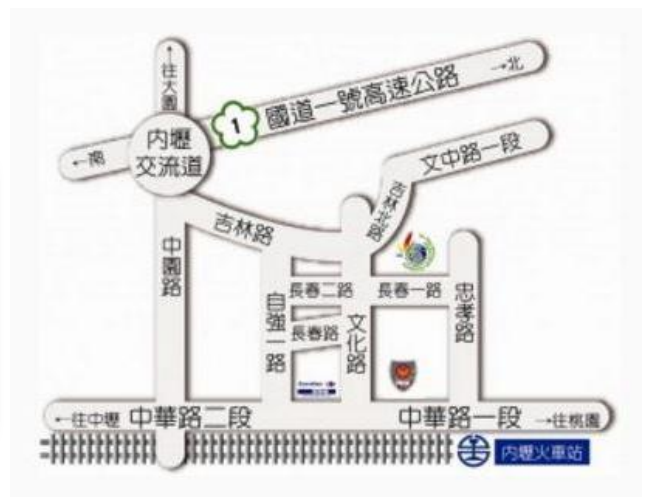 ←往大園
國道一號高速公路 →北
1
內壢
交流道
←南
文中路一段
吉林北路
吉林路
中園路
自強一路
長春二路
長春一路
忠孝路
長春路
文化路
←往中壢 中華路二段
中華路一段 →往桃園
內壢火車站